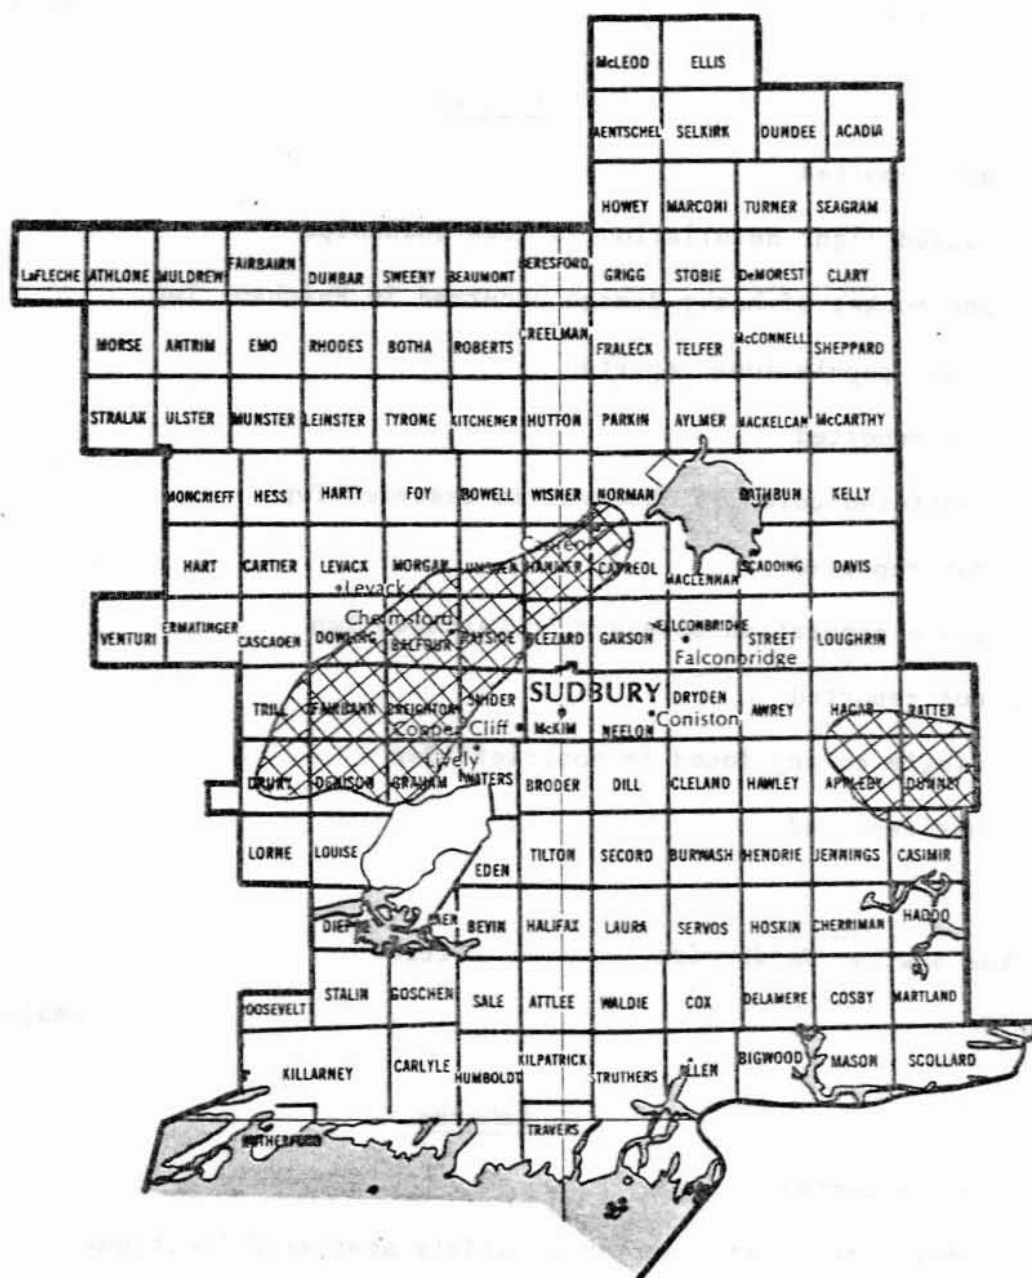 McLEOD ELLIS
SELKIRK DUNDEE ACADIA
HOWEY MARCONI TURNER SEAGRAM
LaFLECHE ATHLONE MULDREW FAIRBAIRN DUNBAR SWEENY BEAUMONT BERESFORD GRIGG STOBIE DeMOREST CLARY
MORSE ANTRIM EMO RHODES BOTHA ROBERTS CREELMAN FRALECK TELFER McCONNELL SHEPPARD
STRALAK ULSTER MUNSTER LEINSTER TYRONE KITCHENER HUTTON PARKIN AYLMER MACKELCAN McCARTHY
MONCRIEFF HESS HARTY FOY BOWELL WISNER NORMAN RATHBUN KELLY
Capreol
HART CARTIER LEVACK MORGAN LUMSDEN HANMER CAPREOL MACLENNAN SCADDING DAVIS
Levack
Chelmsford
VENTURI ERMATINGER CASCADEN DOWLING BALFOUR RAYSIDE BLEZARD GARSON FALCONBRIDGE STREET LOUGHRIN
Falconbridge
SUDBURY
TRILL FAIRBANK CREIGHTON SNIDER McKIM NEELON DRYDEN AWREY HAGAR RATTER
Copper Cliff Coniston
Lively
DRURY DENISON GRAHAM WATERS BRODER DILL CLELAND HAWLEY APPLEBY DUNNET
LORNE LOUISE EDEN TILTON SECORD BURWASH HENDRIE JENNINGS CASIMIR
BEVIN HALIFAX LAURA SERVOS HOSKIN CHERRIMAN HADDO
ROOSEVELT STALIN GOSCHEN SALE ATTLEE WALDIE COX DELAMERE COSBY MARTLAND
KILLARNEY CARLYLE HUMBOLDT KILPATRICK STRUTHERS ALLEN BIGWOOD MASON SCOLLARD
RUTHERFORD TRAVERS